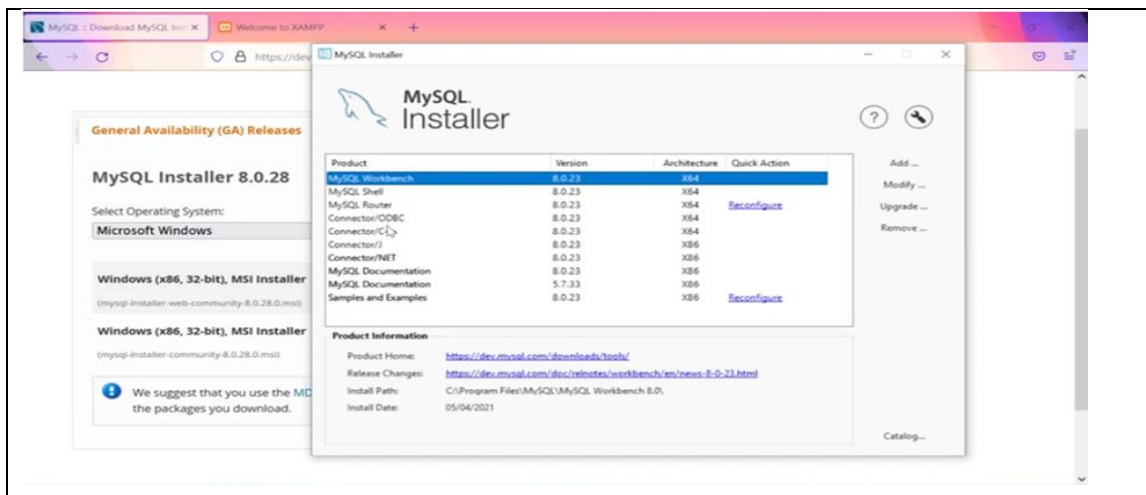 MySQL :: Download MySQL Ins
Welcome to XAMPP
https://dev
General Availability (GA) Releases
MySQL Installer 8.0.28
Select Operating System:
Microsoft Windows
Windows (x86, 32-bit), MSI Installer
(mysql-installer-web-community-8.0.28.0.msi)
Windows (x86, 32-bit), MSI Installer
(mysql-installer-community-8.0.28.0.msi)
We suggest that you use the MD
the packages you download.
MySQL Installer
MySQL.
Installer
Product Version Architecture Quick Action
MySQL Workbench 8.0.23 X64
MySQL Shell 8.0.23 X64
MySQL Router 8.0.23 X64 Reconfigure
Connector/ODBC 8.0.23 X64
Connector/C 8.0.23 X64
Connector/J 8.0.23 X86
Connector/NET 8.0.23 X86
MySQL Documentation 8.0.23 X86
MySQL Documentation 5.7.33 X86
Samples and Examples 8.0.23 X86 Reconfigure
Add ...
Modify ...
Upgrade ...
Remove ...
Product Information
Product Home: https://dev.mysql.com/downloads/tools/
Release Changes: https://dev.mysql.com/doc/relnotes/workbench/en/news-8-0-23.html
Install Path: C:\Program Files\MySQL\MySQL Workbench 8.0\
Install Date: 05/04/2021
Catalog...